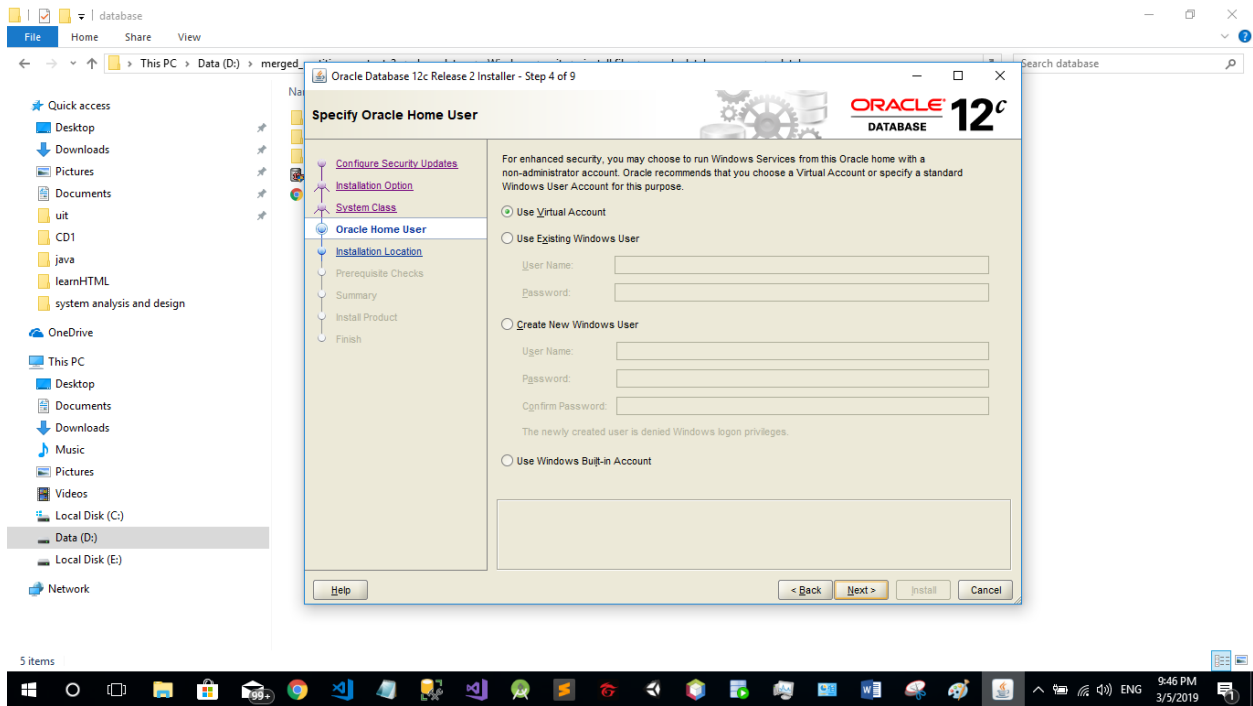 database
File Home Share View
This PC > Data (D:) > merged_
Search database
Quick access
Desktop
Downloads
Pictures
Documents
uit
CD1
java
learnHTML
system analysis and design
OneDrive
This PC
Desktop
Documents
Downloads
Music
Pictures
Videos
Local Disk (C:)
Data (D:)
Local Disk (E:)
Network
5 items
Oracle Database 12c Release 2 Installer - Step 4 of 9
Specify Oracle Home User
ORACLE 12c
DATABASE
Configure Security Updates
Installation Option
System Class
Oracle Home User
Installation Location
Prerequisite Checks
Summary
Install Product
Finish
For enhanced security, you may choose to run Windows Services from this Oracle home with a
non-administrator account. Oracle recommends that you choose a Virtual Account or specify a standard
Windows User Account for this purpose.
Use Virtual Account
Use Existing Windows User
User Name:
Password:
Create New Windows User
User Name:
Password:
Confirm Password:
The newly created user is denied Windows logon privileges.
Use Windows Built-in Account
Help < Back Next > Install Cancel
99+
ENG
9:46 PM
3/5/2019
1